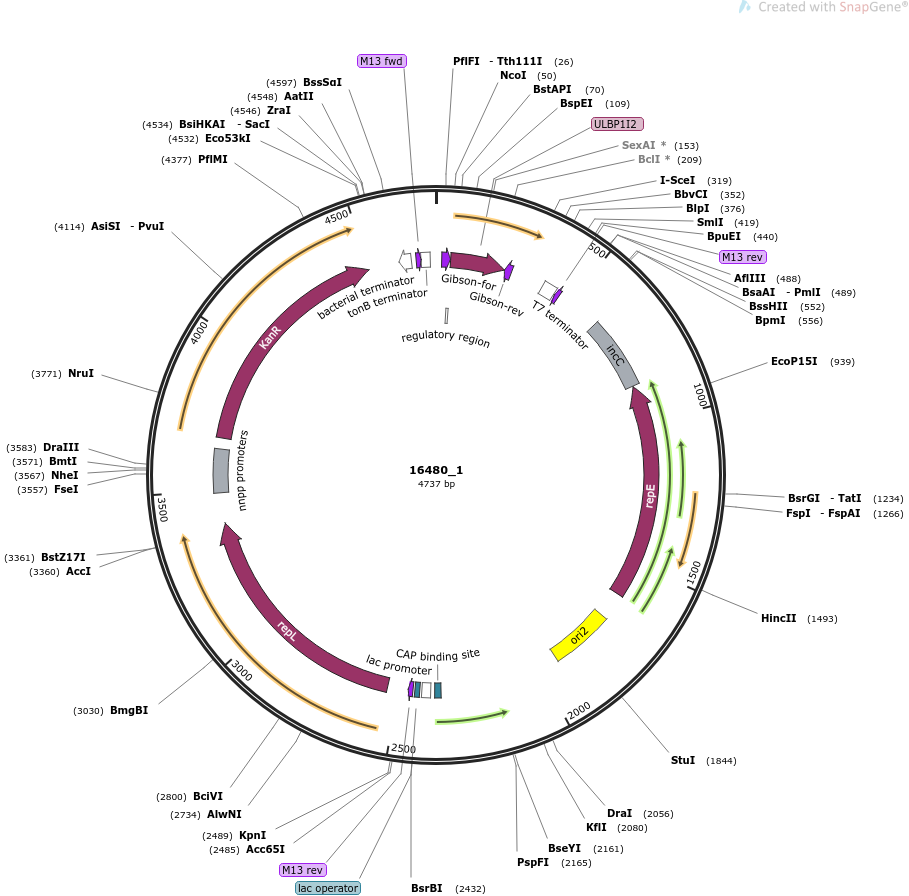 Created with SnapGene®
M13 fwd
PflFI - Tth111I (26)
NcoI (50)
BstAPI (70)
BspEI (109)
ULBP1I2
SexAI * (153)
BclI * (209)
I-SceI (319)
BbvCI (352)
BlpI (376)
SmlI (419)
BpuEI (440)
M13 rev
AflIII (488)
BsaAI - PmlI (489)
BssHII (552)
BpmI (556)
EcoP15I (939)
BsrGI - TatI (1234)
FspI - FspAI (1266)
HincII (1493)
StuI (1844)
DraI (2056)
KflI (2080)
BseYI (2161)
PspFI (2165)
BsrBI (2432)
lac operator
M13 rev
(2485) Acc65I
(2489) KpnI
(2734) AlwNI
(2800) BciVI
(3030) BmgBI
(3360) AccI
(3361) BstZ17I
(3557) FseI
(3567) NheI
(3571) BmtI
(3583) DraIII
(3771) NruI
(4114) AsiSI - PvuI
(4377) PflMI
(4532) Eco53kI
(4534) BsiHKAI - SacI
(4546) ZraI
(4548) AatII
(4597) BssSαI
500
1000
1500
2000
2500
3000
3500
4000
4500
bacterial terminator
tonB terminator
Gibson-for
Gibson-rev
T7 terminator
regulatory region
incC
repE
ori2
CAP binding site
lac promoter
repL
unpp promoters
KanR
16480_1
4737 bp